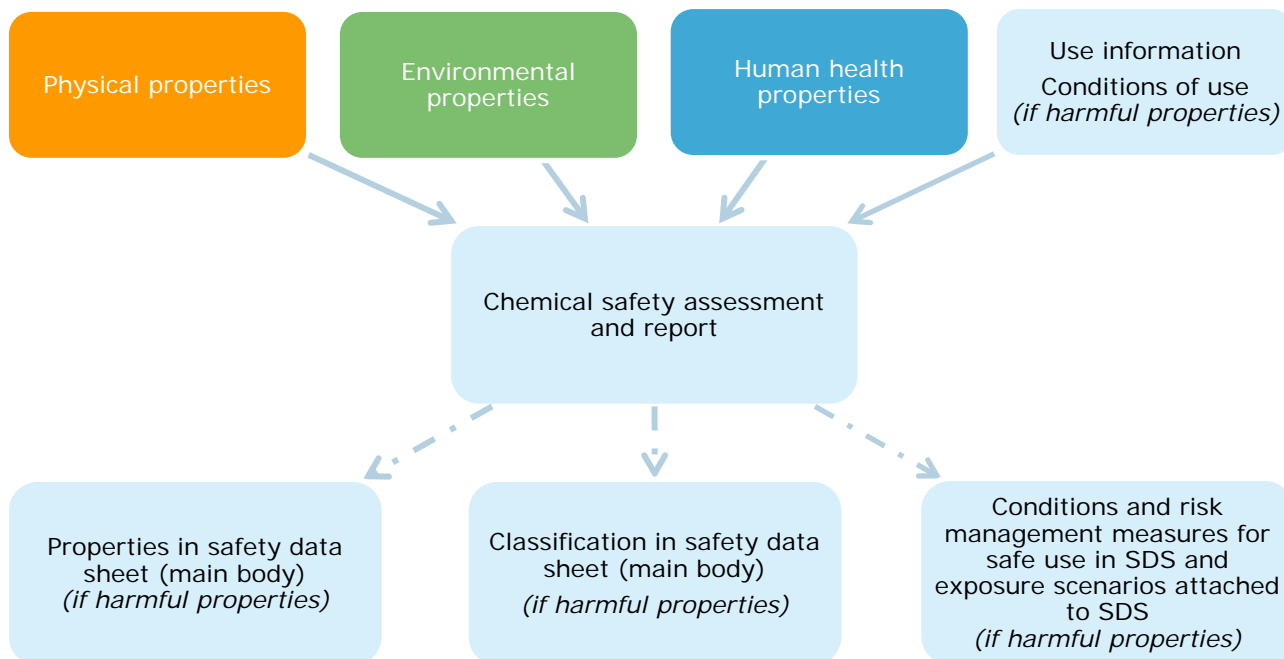 Physical properties
Environmental
properties
Human health
properties
Use information
Conditions of use
(if harmful properties)
Chemical safety assessment
and report
Properties in safety data
sheet (main body)
(if harmful properties)
Classification in safety data
sheet (main body)
(if harmful properties)
Conditions and risk
management measures for
safe use in SDS and
exposure scenarios attached
to SDS
(if harmful properties)